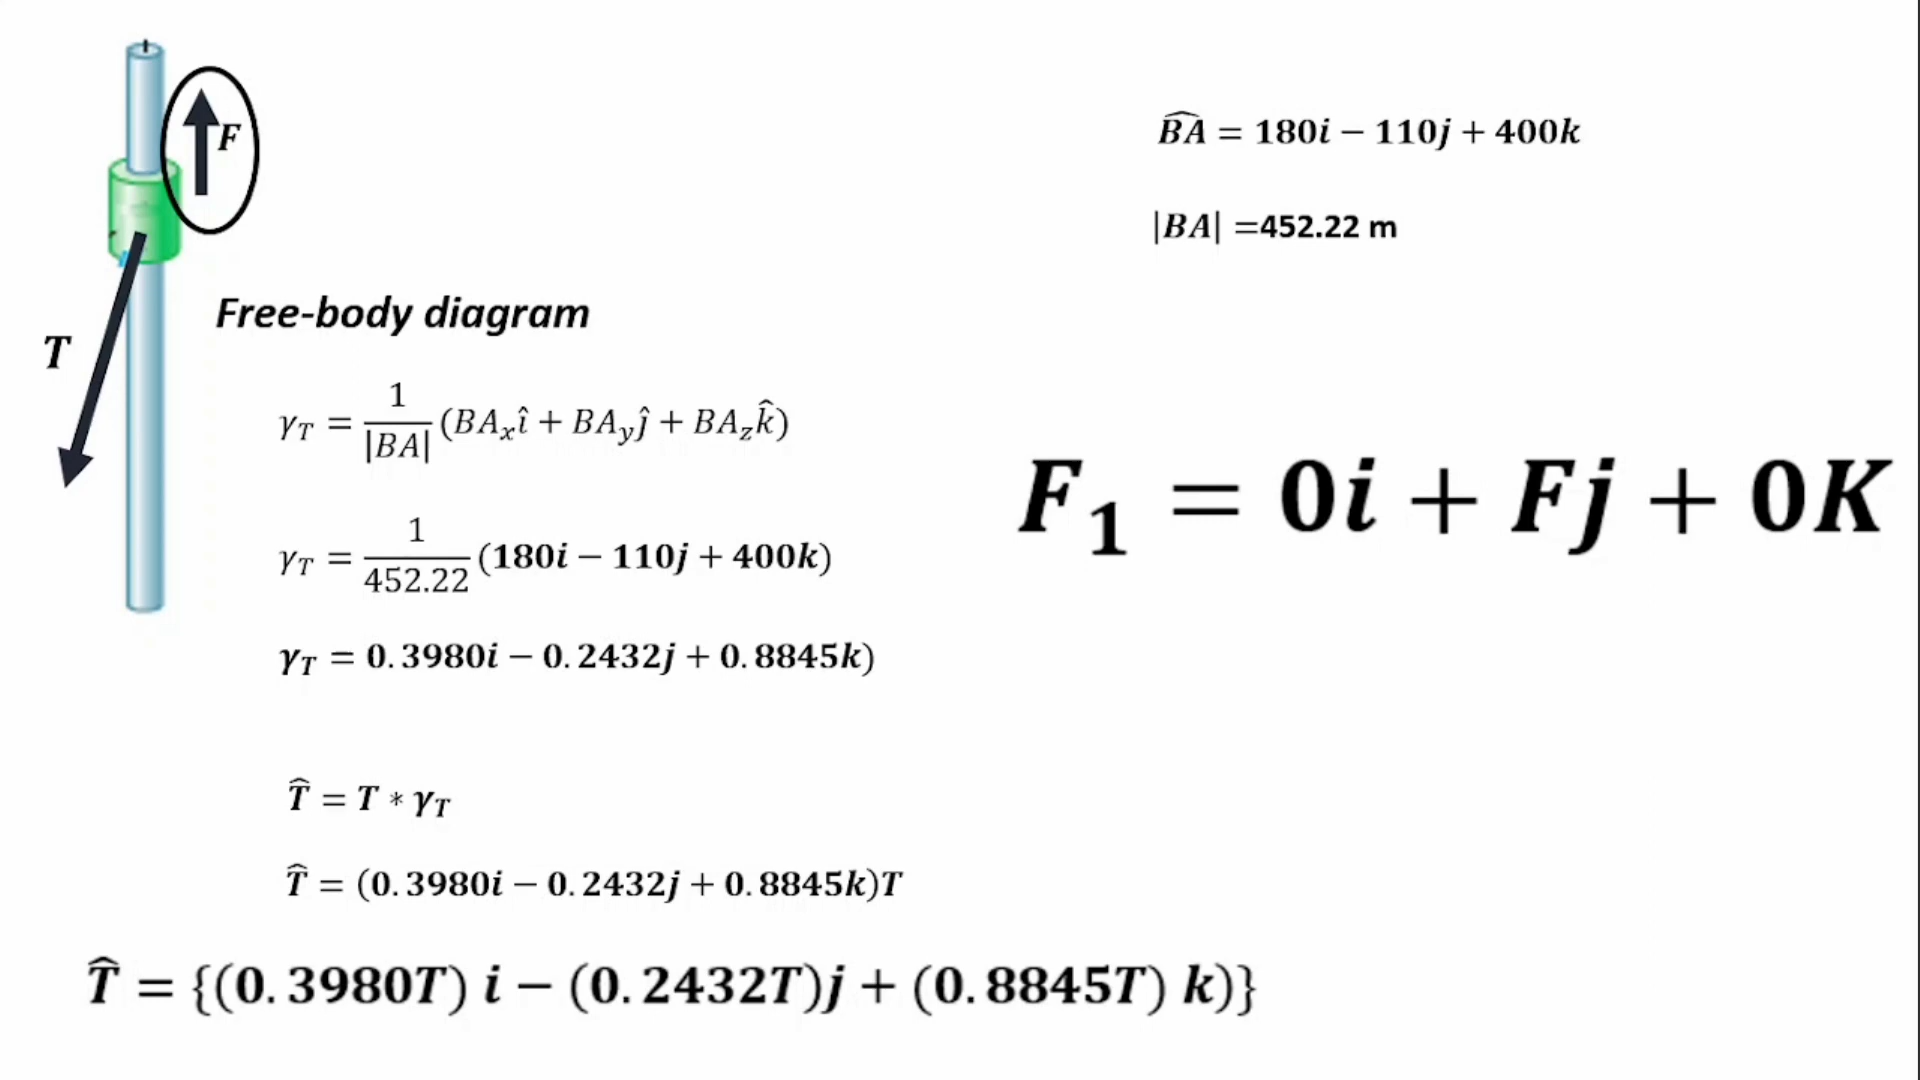 F
T
Free-body diagram
γ_T = 1/|BA| (BA_x î + BA_y ĵ + BA_z k̂)
γ_T = 1/452.22 (180i − 110j + 400k)
γ_T = 0.3980i − 0.2432j + 0.8845k)
T̂ = T * γ_T
T̂ = (0.3980i − 0.2432j + 0.8845k)T
T̂ = {(0.3980T) i − (0.2432T)j + (0.8845T) k)}
B̂A = 180i − 110j + 400k
|BA| =452.22 m
F₁ = 0i + Fj + 0K